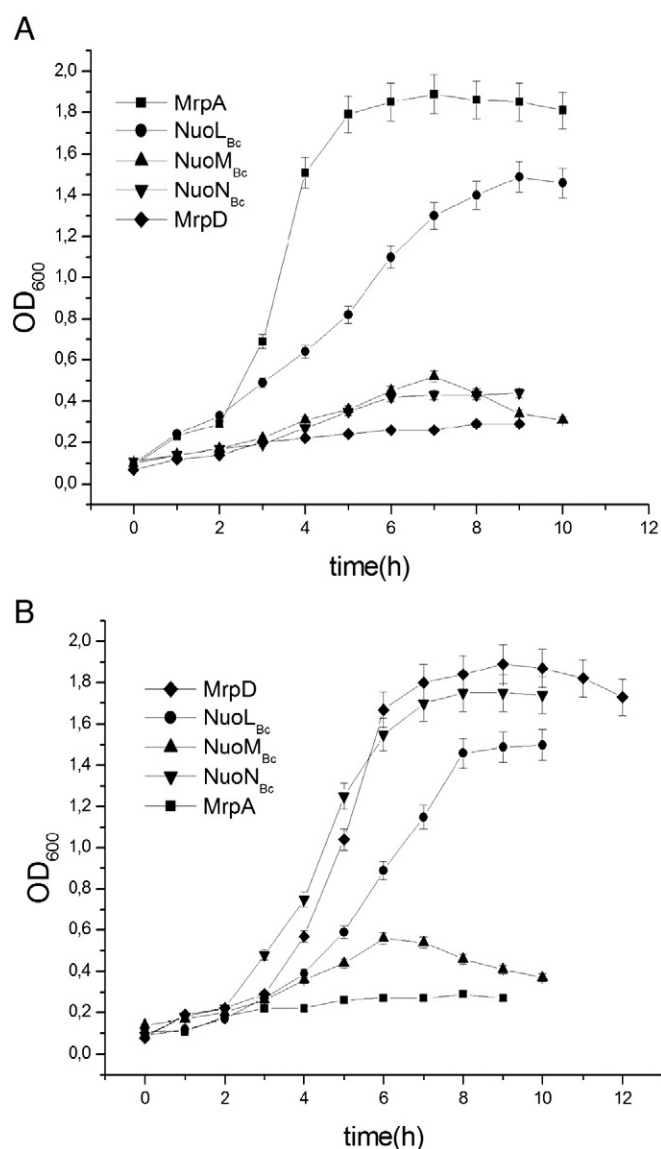 A
2,0
1,8
1,6
1,4
1,2
1,0
0,8
0,6
0,4
0,2
0,0
OD600
MrpA
NuoLBc
NuoMBc
NuoNBc
MrpD
0 2 4 6 8 10 12
time(h)
B
2,0
1,8
1,6
1,4
1,2
1,0
0,8
0,6
0,4
0,2
0,0
OD600
MrpD
NuoLBc
NuoMBc
NuoNBc
MrpA
0 2 4 6 8 10 12
time(h)